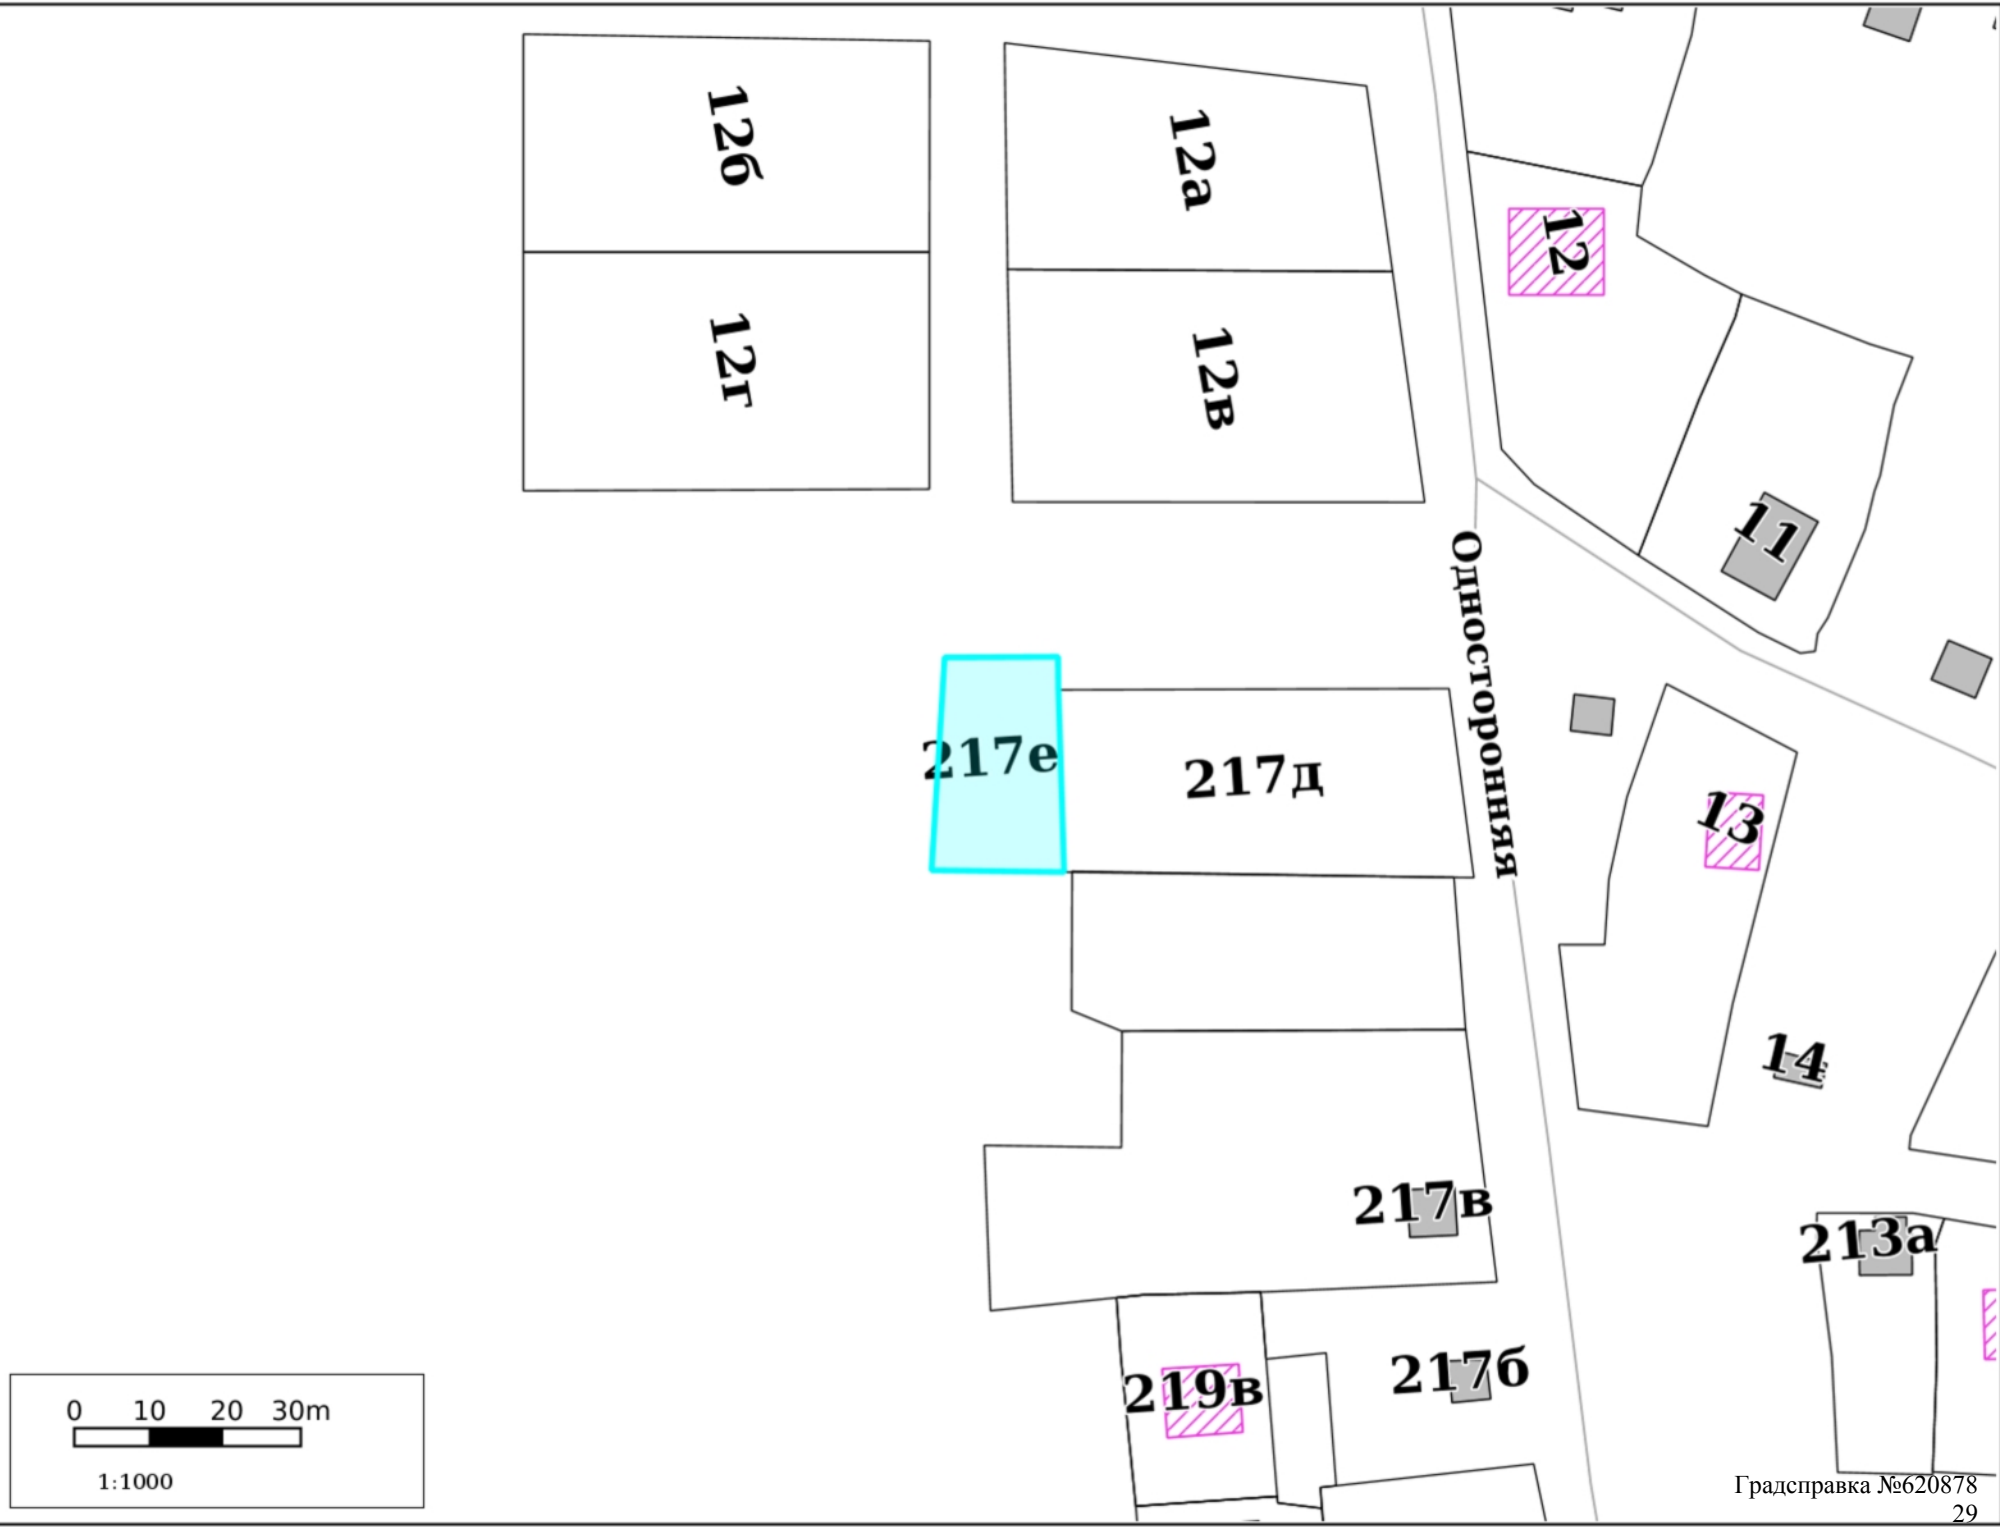 12б
12а
12
12г
12в
11
Односторонняя
217е
217д
13
14
217в
213а
219в
217б
0 10 20 30m
1:1000
Градсправка №620878
29